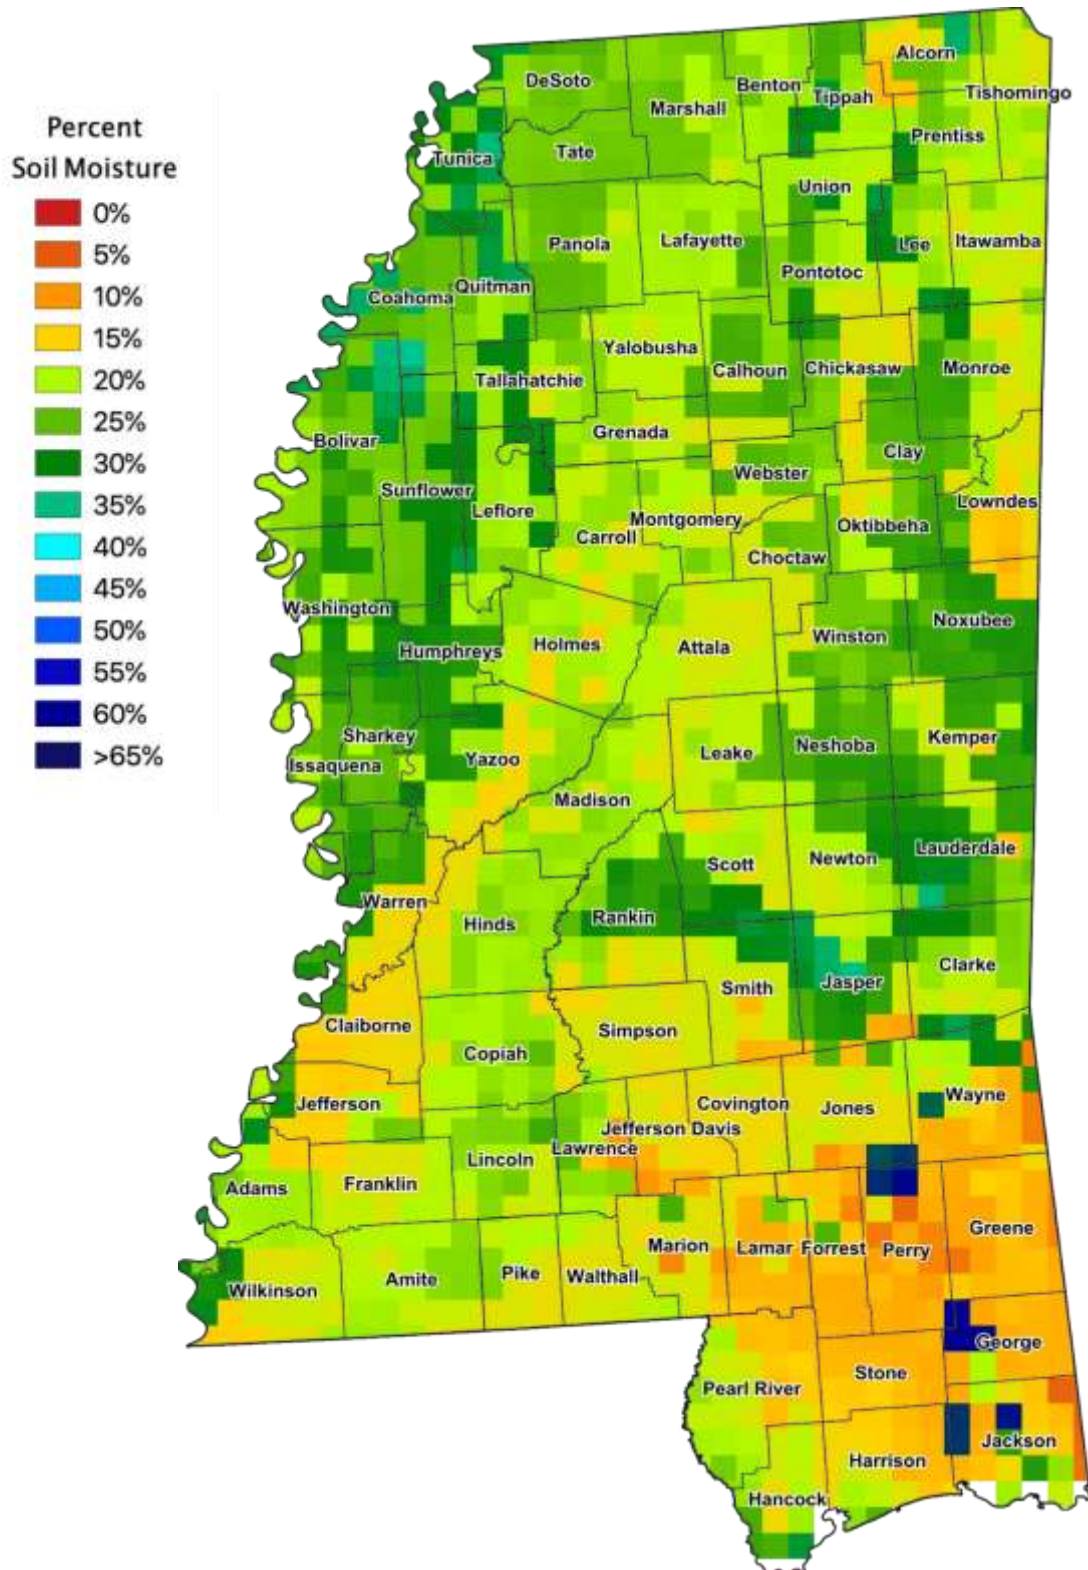 Percent
Soil Moisture
0%
5%
10%
15%
20%
25%
30%
35%
40%
45%
50%
55%
60%
>65%
Alcorn
DeSoto
Benton
Tippah
Tishomingo
Marshall
Prentiss
Tunica
Tate
Union
Panola
Lafayette
Lee
Itawamba
Pontotoc
Quitman
Coahoma
Yalobusha
Calhoun
Chickasaw
Monroe
Tallahatchie
Grenada
Bolivar
Clay
Webster
Sunflower
Leflore
Lowndes
Montgomery
Oktibbeha
Carroll
Choctaw
Washington
Noxubee
Winston
Humphreys
Holmes
Attala
Sharkey
Kemper
Neshoba
Leake
Yazoo
Issaquena
Madison
Lauderdale
Newton
Scott
Warren
Rankin
Hinds
Clarke
Jasper
Smith
Claiborne
Simpson
Copiah
Jefferson
Wayne
Covington
Jones
Jefferson Davis
Lawrence
Lincoln
Franklin
Adams
Greene
Marion
Lamar
Forrest
Perry
Pike
Walthall
Amite
Wilkinson
George
Stone
Pearl River
Jackson
Harrison
Hancock